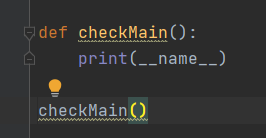 def checkMain():
    print(__name__)
checkMain()